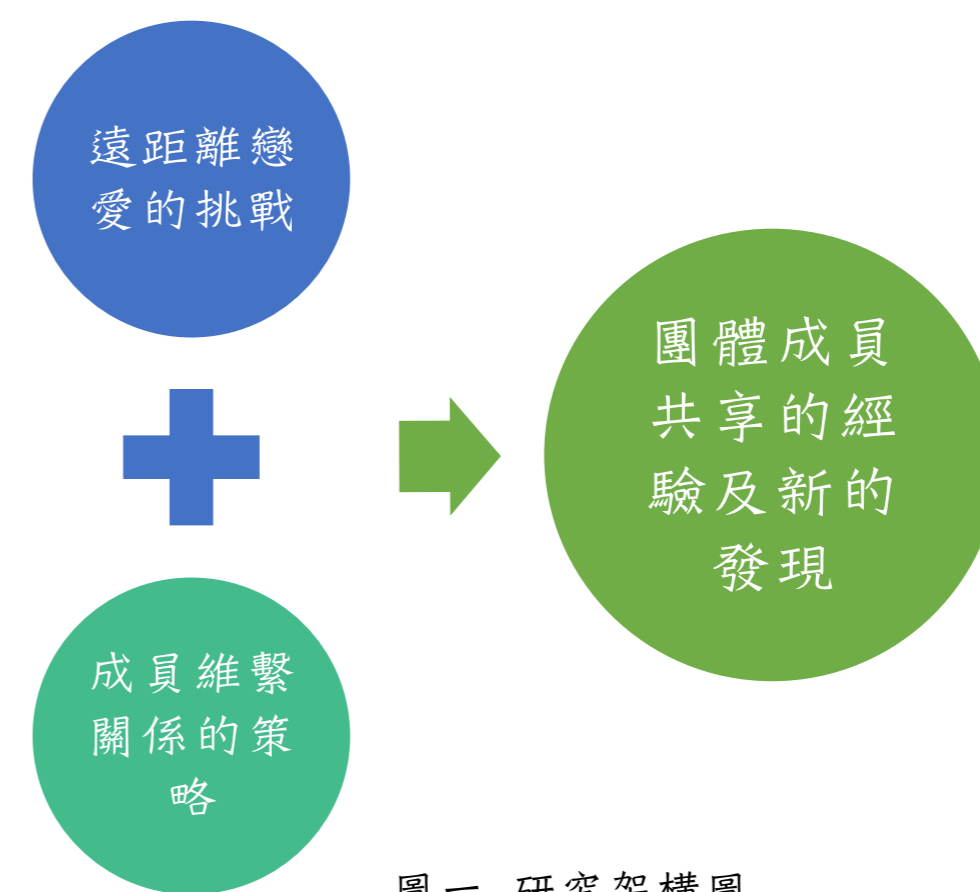 遠距離戀
愛的挑戰
團體成員
共享的經
驗及新的
發現
成員維繫
關係的策
略
圖一 研究架構圖